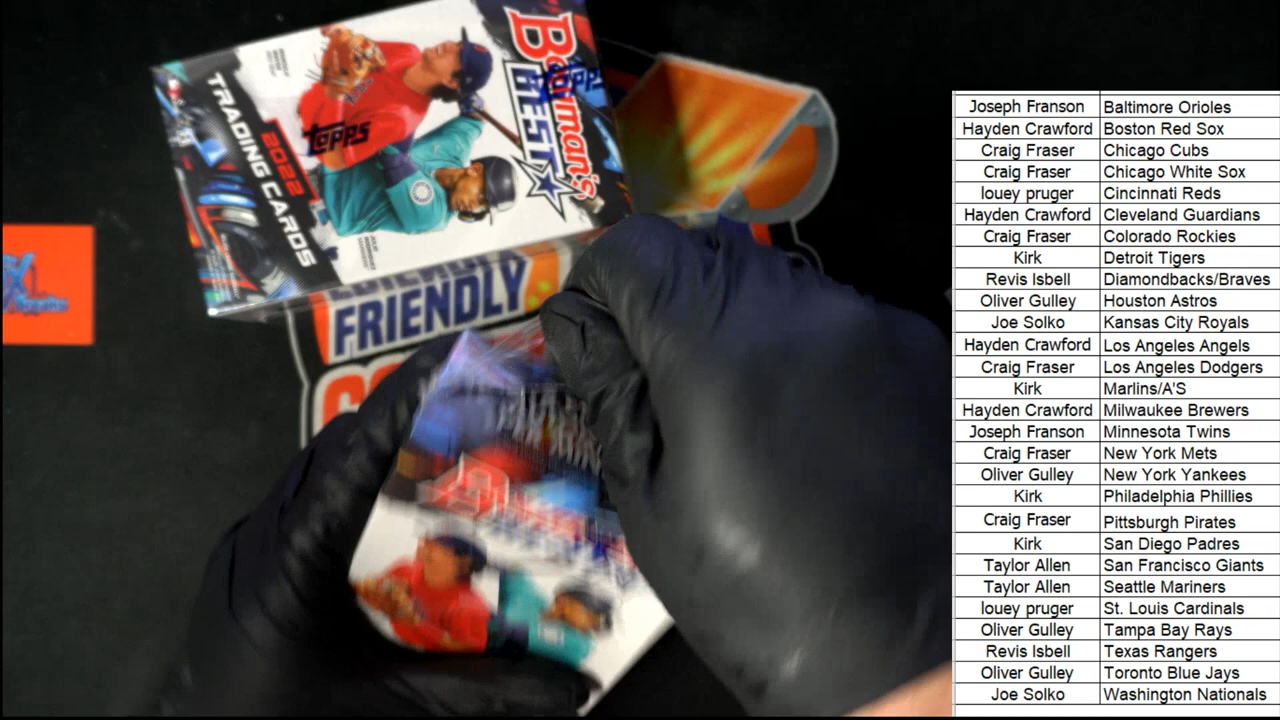 Bowman's
BEST
topps
topps
2022
TRADING CARDS
FRIENDLY
Joseph Franson Baltimore Orioles
Hayden Crawford Boston Red Sox
Craig Fraser Chicago Cubs
Craig Fraser Chicago White Sox
louey pruger Cincinnati Reds
Hayden Crawford Cleveland Guardians
Craig Fraser Colorado Rockies
Kirk Detroit Tigers
Revis Isbell Diamondbacks/Braves
Oliver Gulley Houston Astros
Joe Solko Kansas City Royals
Hayden Crawford Los Angeles Angels
Craig Fraser Los Angeles Dodgers
Kirk Marlins/A'S
Hayden Crawford Milwaukee Brewers
Joseph Franson Minnesota Twins
Craig Fraser New York Mets
Oliver Gulley New York Yankees
Kirk Philadelphia Phillies
Craig Fraser Pittsburgh Pirates
Kirk San Diego Padres
Taylor Allen San Francisco Giants
Taylor Allen Seattle Mariners
louey pruger St. Louis Cardinals
Oliver Gulley Tampa Bay Rays
Revis Isbell Texas Rangers
Oliver Gulley Toronto Blue Jays
Joe Solko Washington Nationals